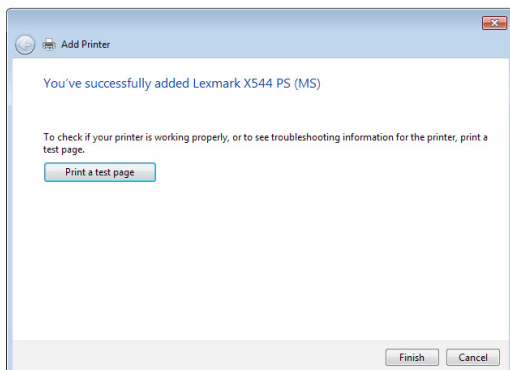 Add Printer
You've successfully added Lexmark X544 PS (MS)
To check if your printer is working properly, or to see troubleshooting information for the printer, print a
test page.
Print a test page
Finish Cancel